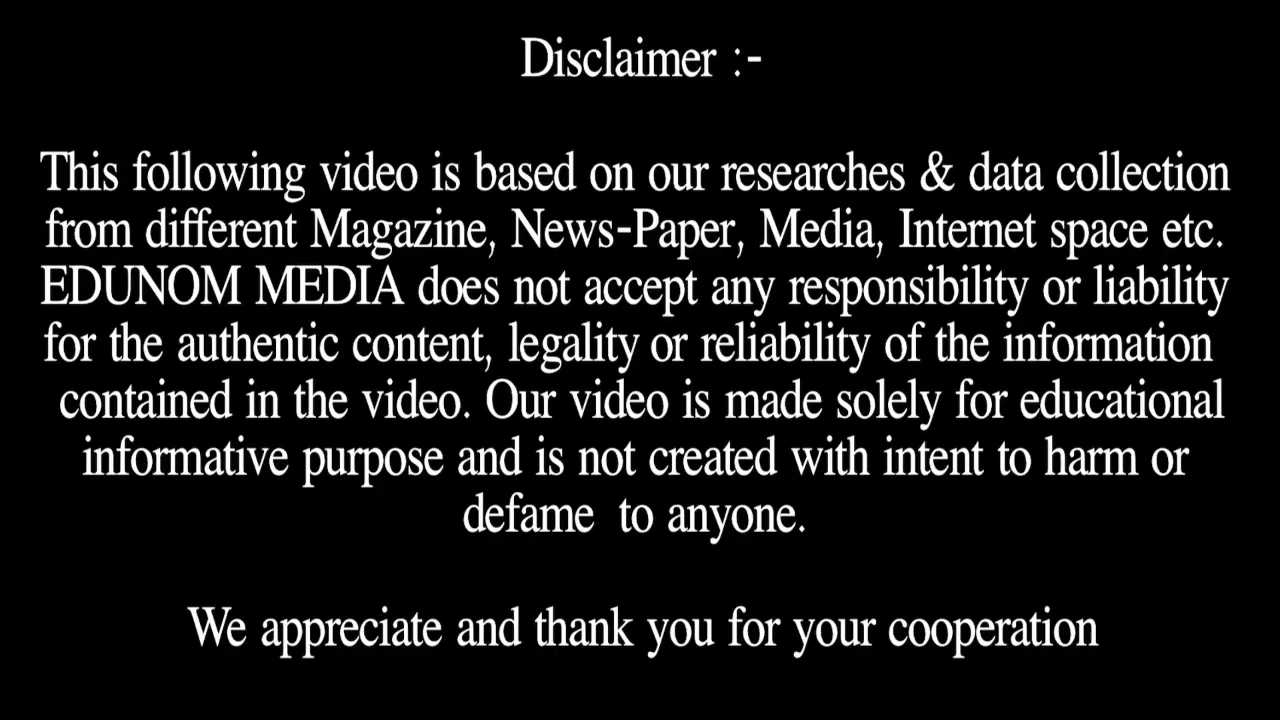 Disclaimer :-
This following video is based on our researches & data collection
from different Magazine, News-Paper, Media, Internet space etc.
EDUNOM MEDIA does not accept any responsibility or liability
for the authentic content, legality or reliability of the information
contained in the video. Our video is made solely for educational
informative purpose and is not created with intent to harm or
defame  to anyone.
We appreciate and thank you for your cooperation